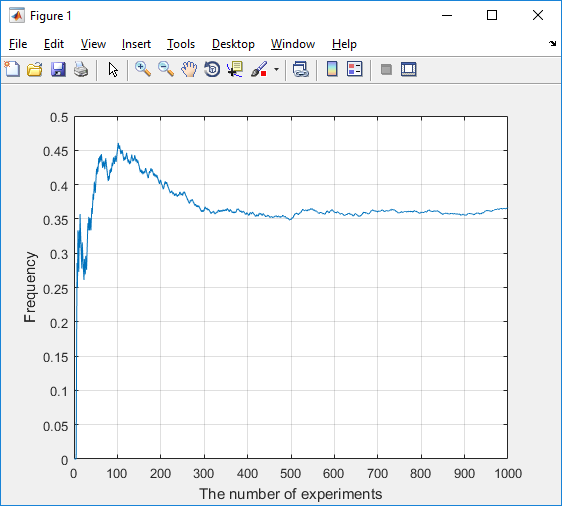 Figure 1
File Edit View Insert Tools Desktop Window Help
0.5
0.45
0.4
0.35
0.3
0.25
0.2
0.15
0.1
0.05
0
Frequency
0 100 200 300 400 500 600 700 800 900 1000
The number of experiments